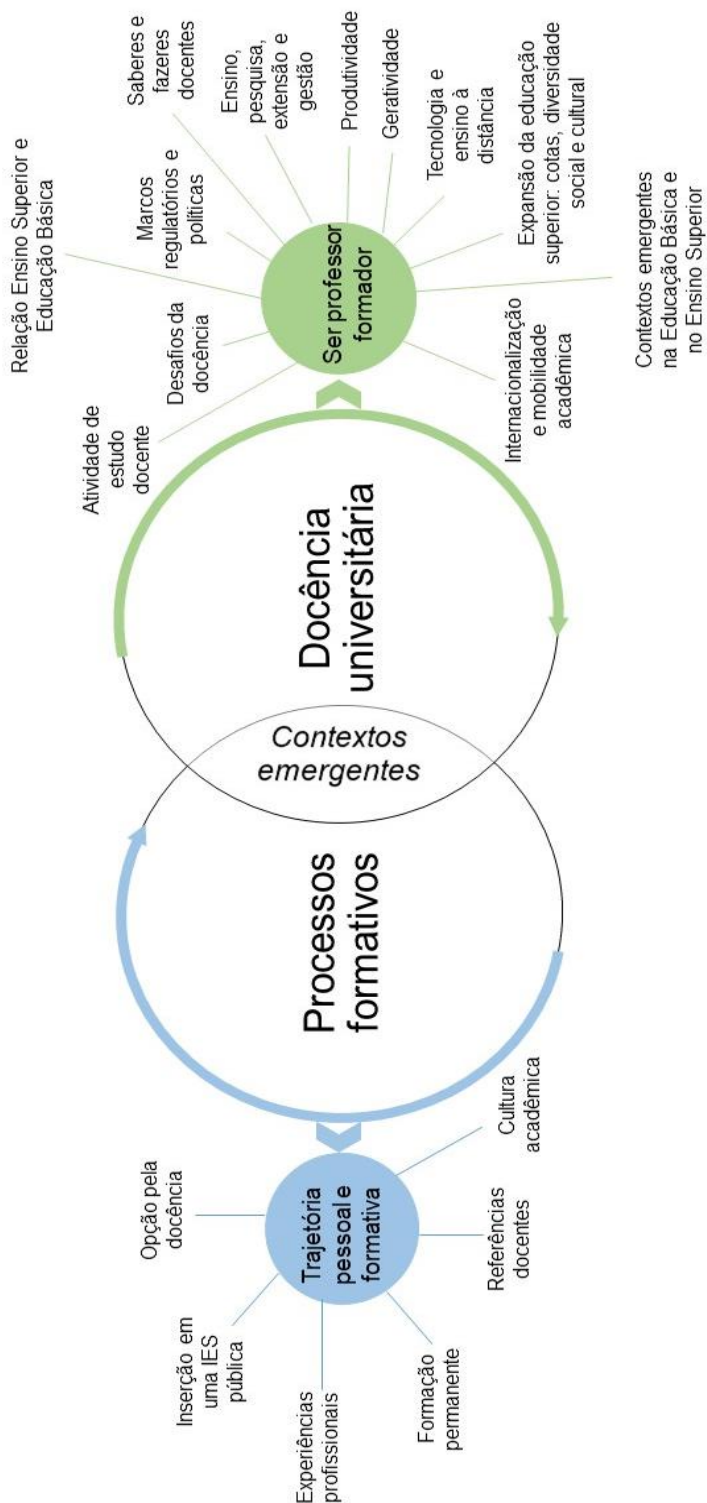 Opção pela
docência
Inserção em
uma IES
pública
Experiências
profissionais
Formação
permanente
Referências
docentes
Cultura
acadêmica
Trajetória
pessoal e
formativa
Processos
formativos
Contextos
emergentes
Docência
universitária
Ser professor
formador
Atividade de
estudo
docente
Desafios da
docência
Relação Ensino Superior e
Educação Básica
Marcos
regulatórios e
políticas
Saberes e
fazeres
docentes
Ensino,
pesquisa,
extensão e
gestão
Produtividade
Geratividade
Tecnologia e
ensino à
distância
Expansão da educação
superior: cotas, diversidade
social e cultural
Contextos emergentes
na Educação Básica e
no Ensino Superior
Internacionalização
e mobilidade
acadêmica